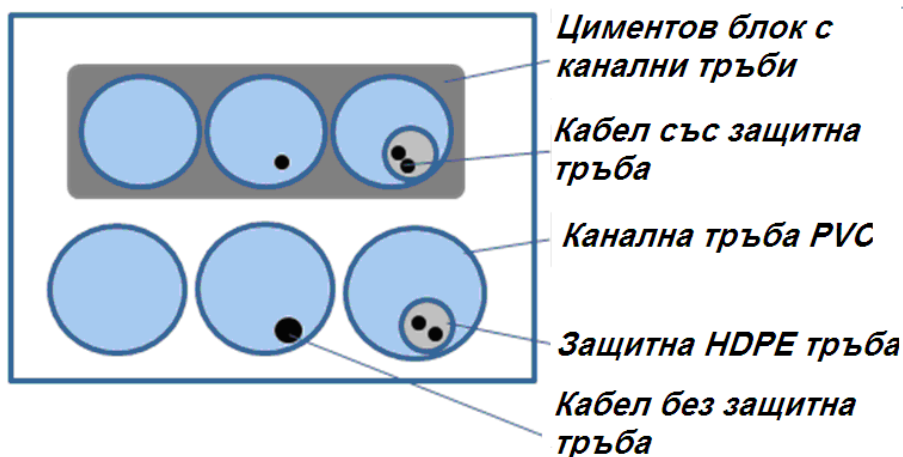 Циментов блок с
канални тръби
Кабел със защитна
тръба
Канална тръба PVC
Защитна HDPE тръба
Кабел без защитна
тръба